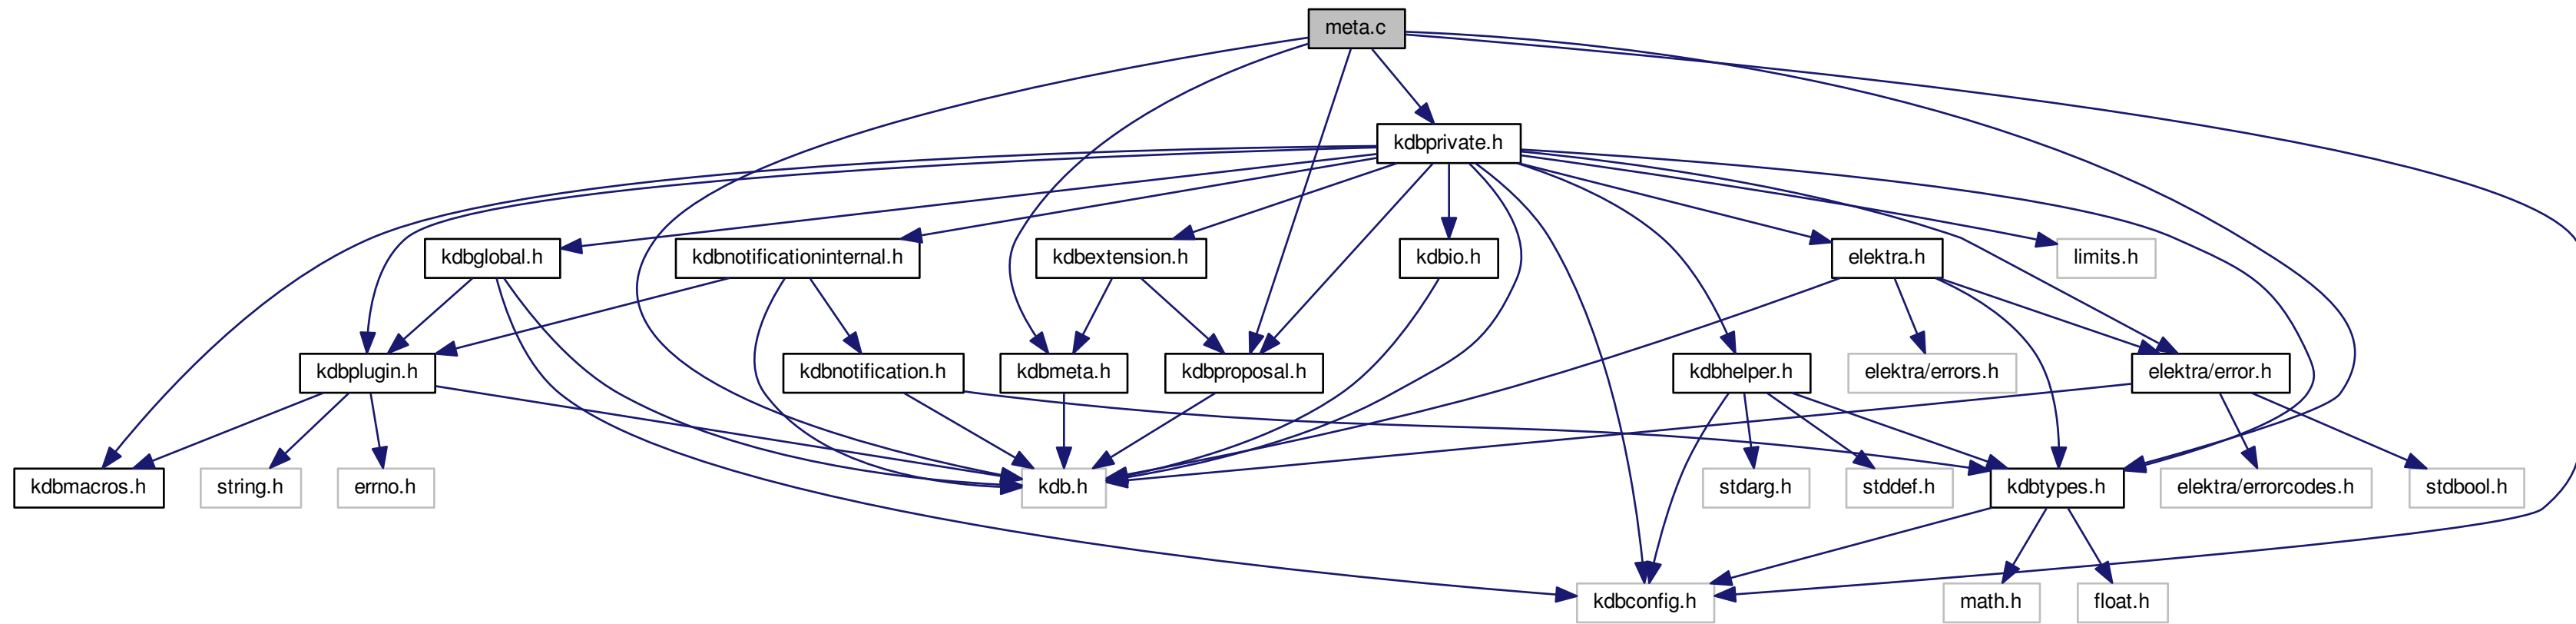 meta.c
kdbprivate.h
kdbglobal.h
kdbnotificationinternal.h
kdbextension.h
kdbio.h
elektra.h
limits.h
kdbplugin.h
kdbnotification.h
kdbmeta.h
kdbproposal.h
kdbhelper.h
elektra/errors.h
elektra/error.h
kdbmacros.h
string.h
errno.h
kdb.h
stdarg.h
stddef.h
kdbtypes.h
elektra/errorcodes.h
stdbool.h
kdbconfig.h
math.h
float.h